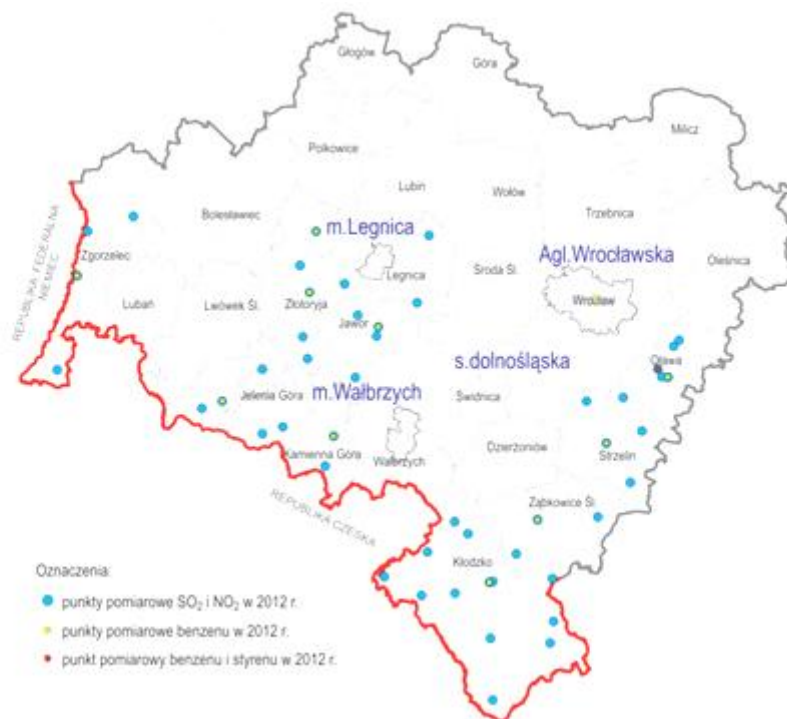 Głogów
Góra
Milicz
Polkowice
Lubin
Wołów
Trzebnica
Bolesławiec
m.Legnica
Agl.Wrocławska
Oleśnica
REPUBLIKA FEDERALNA
NIEMIEC
Zgorzelec
Legnica
Środa Śl.
Lubań
Lwówek Śl.
Złotoryja
Wrocław
Jawor
s.dolnośląska
Oława
Jelenia Góra
m.Wałbrzych
Świdnica
Kamienna Góra
Wałbrzych
Dzierżoniów
Strzelin
REPUBLIKA CZESKA
Ząbkowice Śl.
Kłodzko
Oznaczenia:
punkty pomiarowe SO₂ i NO₂ w 2012 r.
punkty pomiarowe benzenu w 2012 r.
punkt pomiarowy benzenu i styrenu w 2012 r.